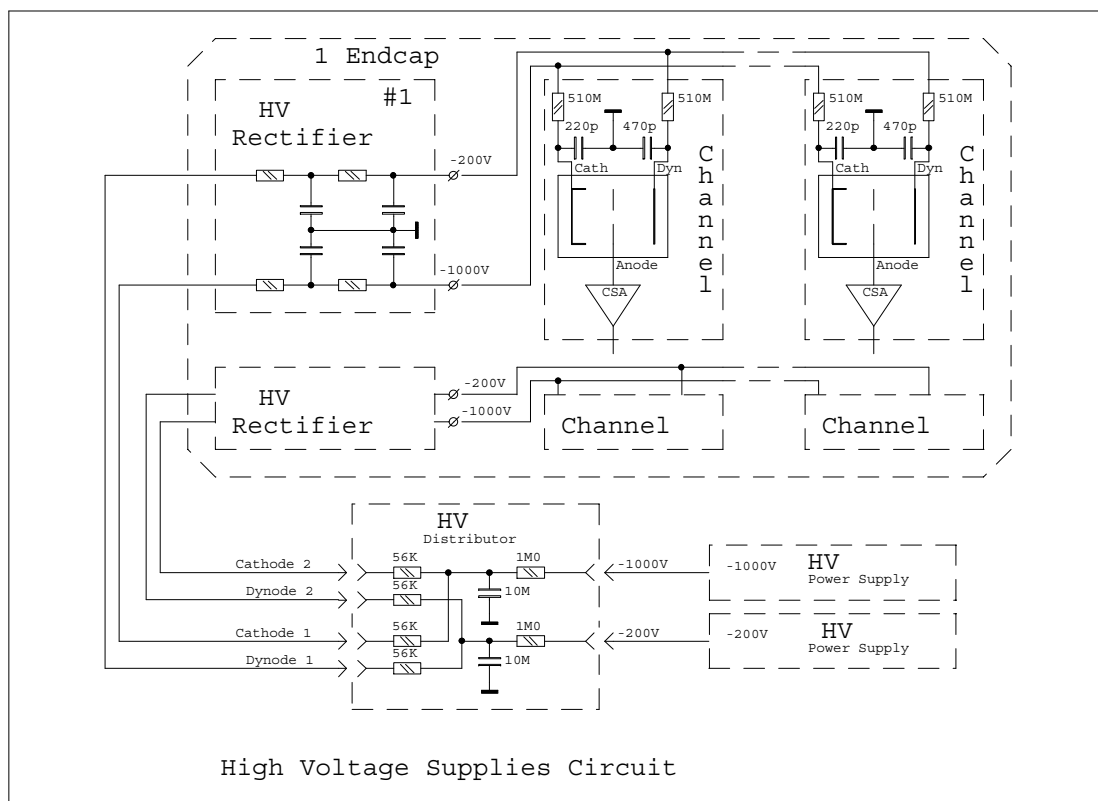 1 Endcap
#1
HV
Rectifier
-200V
-1000V
510M
510M
220p
470p
Cath
Dyn
Anode
CSA
Channel
510M
510M
220p
470p
Cath
Dyn
Anode
CSA
Channel
HV
Rectifier
-200V
-1000V
Channel
Channel
HV
Distributor
Cathode 2
56K
1M0
-1000V
-1000V
HV
Power Supply
Dynode 2
56K
10M
Cathode 1
56K
1M0
-200V
-200V
HV
Power Supply
Dynode 1
56K
10M
High Voltage Supplies Circuit